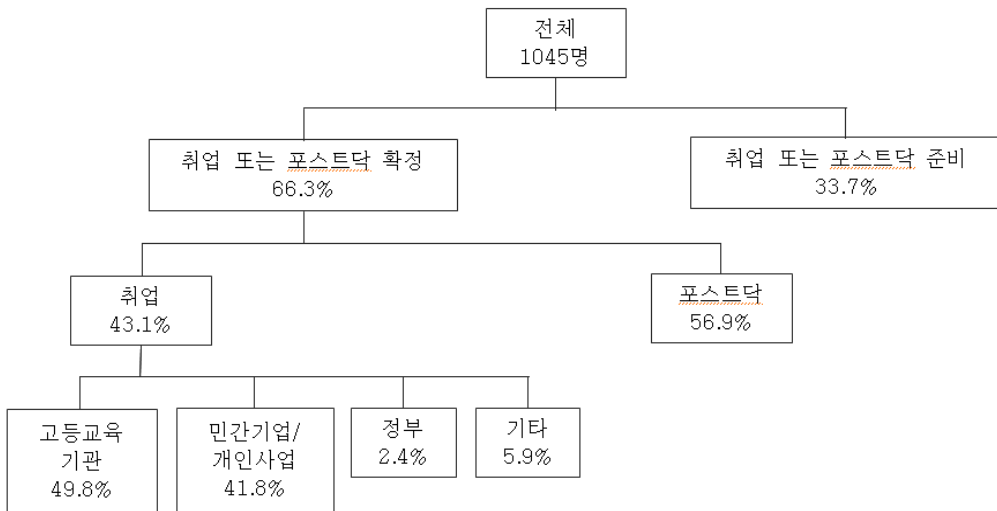 전체
1045명
취업 또는 포스트닥 확정
66.3%
취업 또는 포스트닥 준비
33.7%
취업
43.1%
포스트닥
56.9%
고등교육
기관
49.8%
민간기업/
개인사업
41.8%
정부
2.4%
기타
5.9%